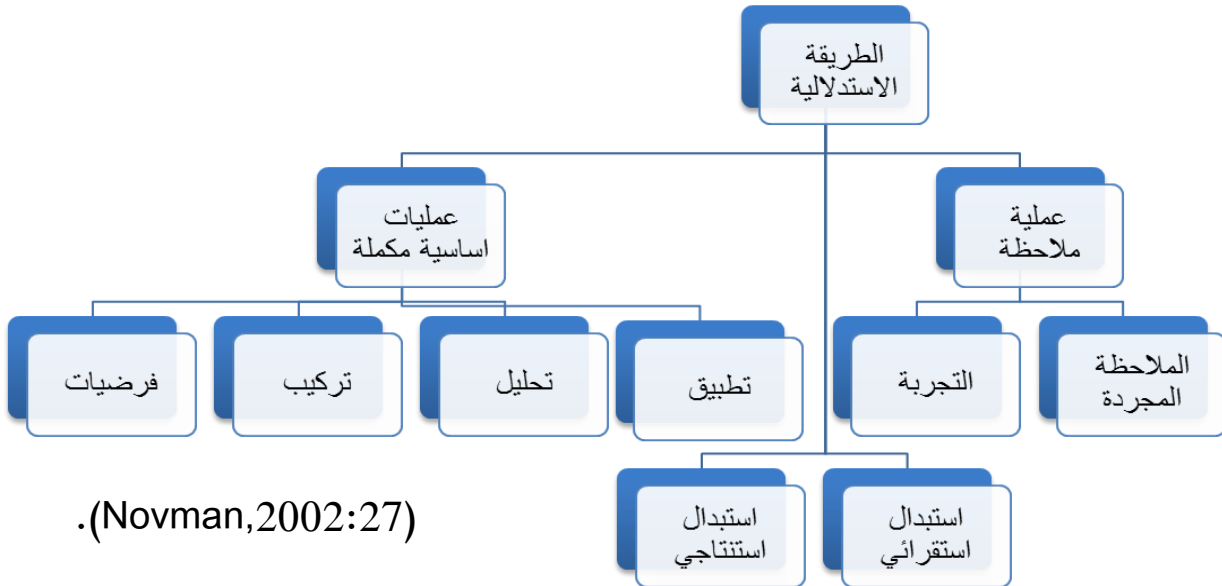 الطريقة
الاستدلالية
عملية
ملاحظة
عمليات
اساسية مكملة
الملاحظة
المجردة
التجربة
تطبيق
تحليل
تركيب
فرضيات
استبدال
استقرائي
استبدال
استنتاجي
(Novman,2002:27).